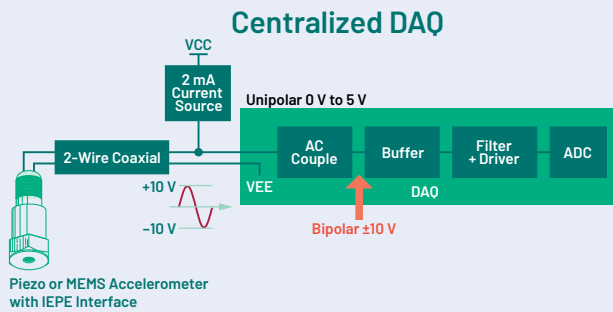 Centralized DAQ
VCC
2 mA
Current
Source
Unipolar 0 V to 5 V
2-Wire Coaxial
AC
Couple
Buffer
Filter
+ Driver
ADC
+10 V
VEE
DAQ
−10 V
Bipolar ±10 V
Piezo or MEMS Accelerometer
with IEPE Interface